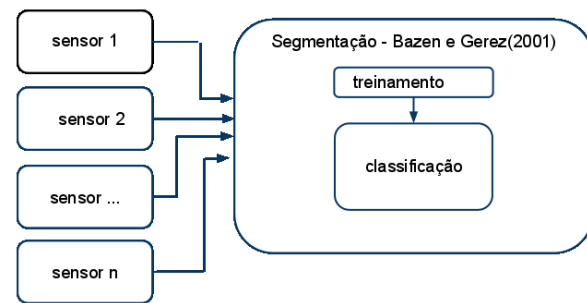 sensor 1
sensor 2
sensor ...
sensor n
Segmentação - Bazen e Gerez(2001)
treinamento
classificação